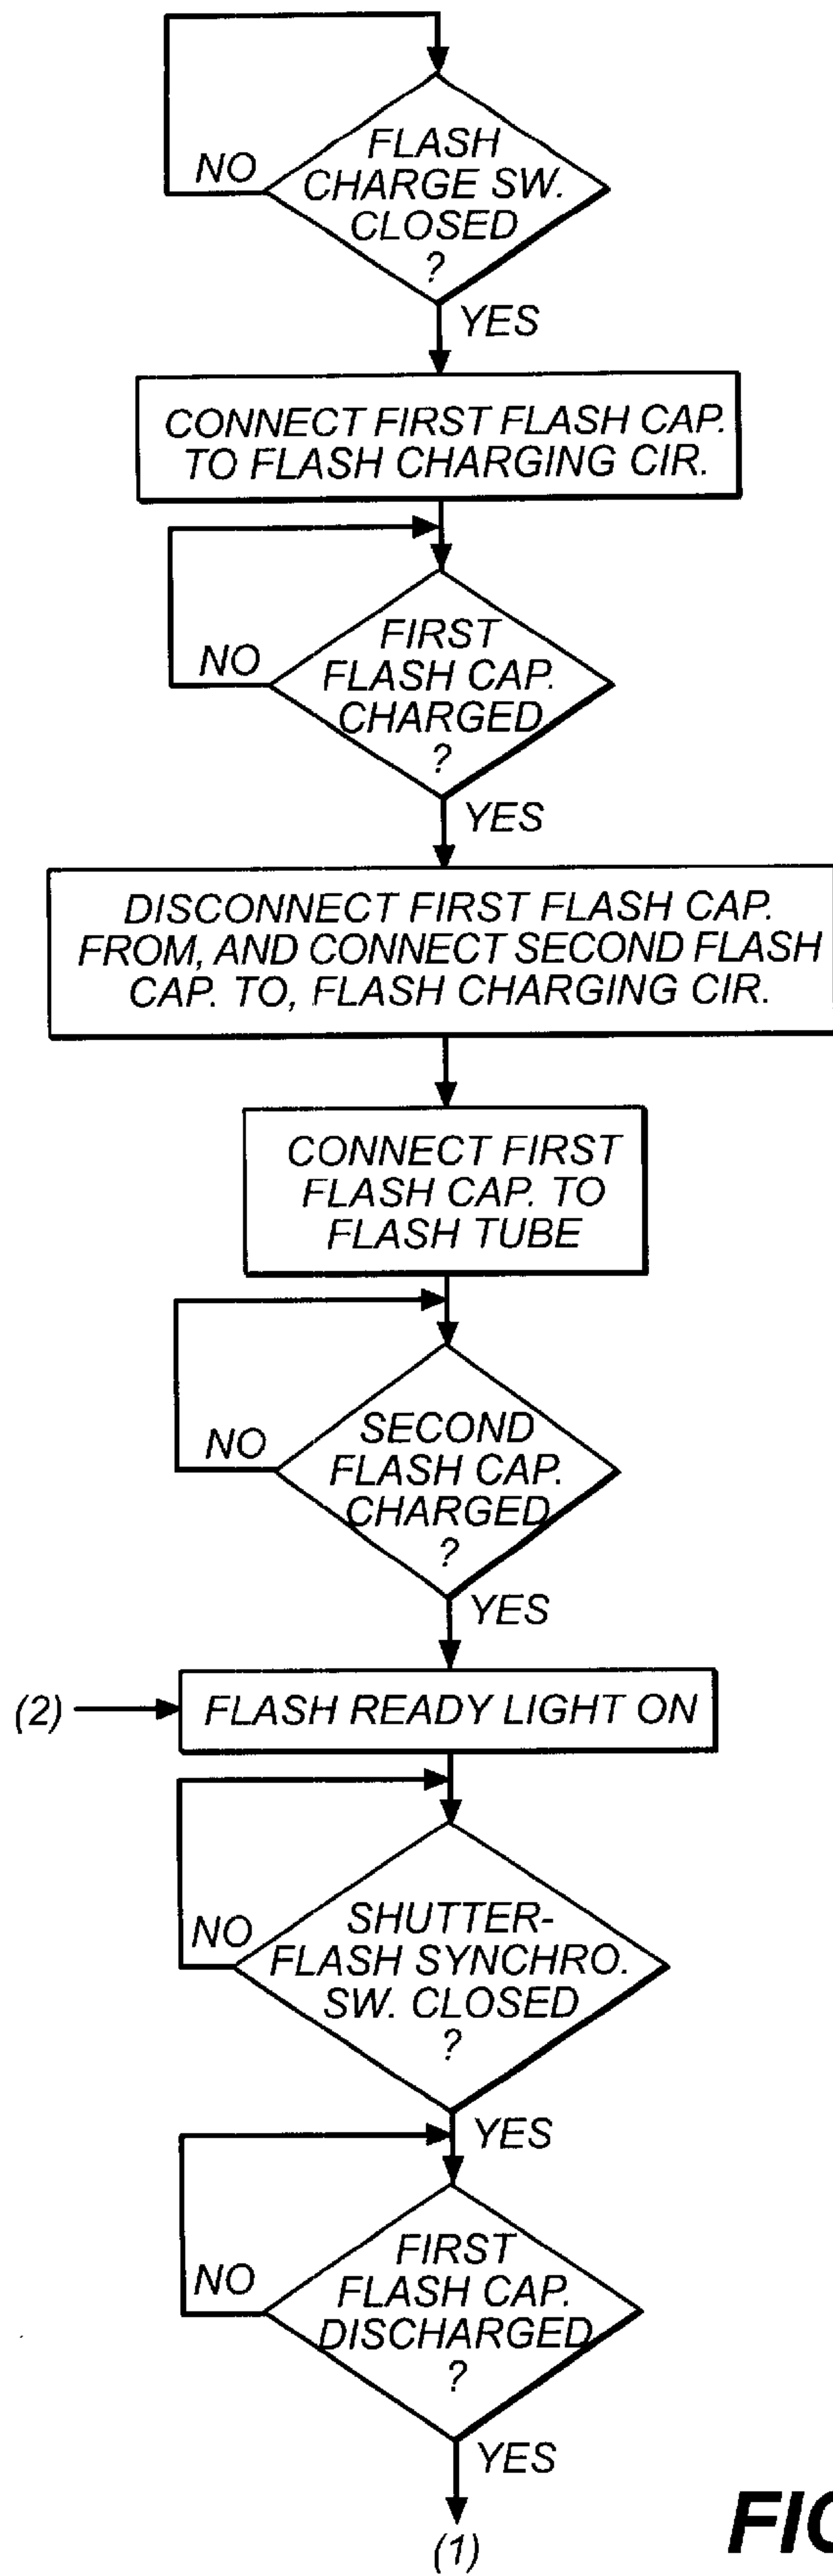 NO
FLASH
CHARGE SW.
CLOSED
?
YES
CONNECT FIRST FLASH CAP.
TO FLASH CHARGING CIR.
NO
FIRST
FLASH CAP.
CHARGED
?
YES
DISCONNECT FIRST FLASH CAP.
FROM, AND CONNECT SECOND FLASH
CAP. TO, FLASH CHARGING CIR.
CONNECT FIRST
FLASH CAP. TO
FLASH TUBE
NO
SECOND
FLASH CAP.
CHARGED
?
YES
(2)
FLASH READY LIGHT ON
NO
SHUTTER-
FLASH SYNCHRO.
SW. CLOSED
?
YES
NO
FIRST
FLASH CAP.
DISCHARGED
?
YES
(1)